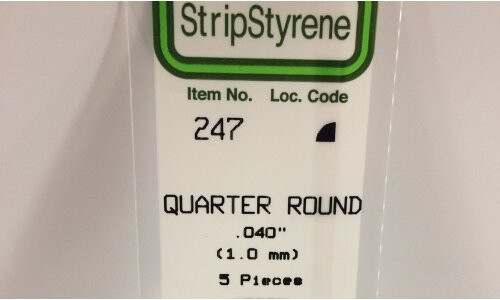 StripStyrene
Item No. Loc. Code
247
QUARTER ROUND
.040"
(1.0 mm)
5 Pieces